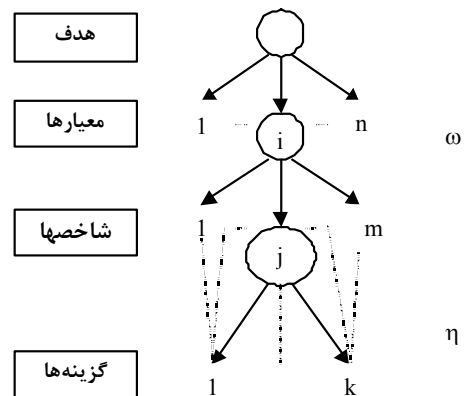 هدف
معیارها 1 i n ω
شاخصها 1 j m
گزینه‌ها 1 k η